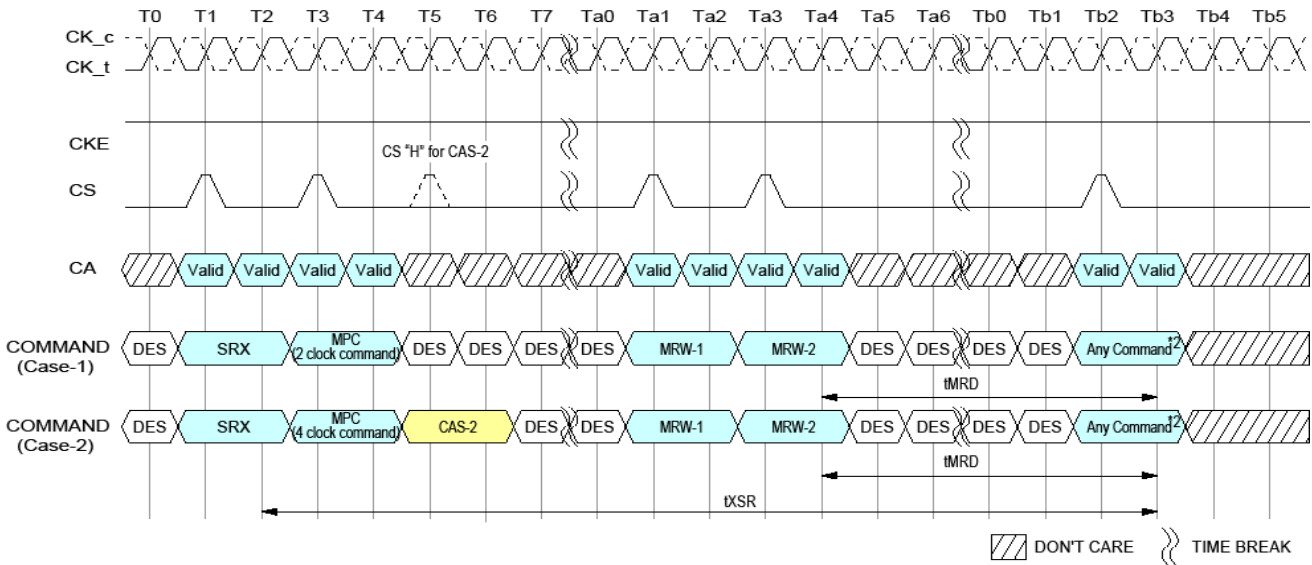 T0 T1 T2 T3 T4 T5 T6 T7 Ta0 Ta1 Ta2 Ta3 Ta4 Ta5 Ta6 Tb0 Tb1 Tb2 Tb3 Tb4 Tb5
CK_c
CK_t
CKE
CS "H" for CAS-2
CS
CA Valid Valid Valid Valid Valid Valid Valid Valid Valid Valid
COMMAND
(Case-1)
DES SRX MPC
(2 clock command)
DES DES DES DES MRW-1 MRW-2 DES DES DES DES Any Command*2
tMRD
COMMAND
(Case-2)
DES SRX MPC
(4 clock command)
CAS-2 DES DES MRW-1 MRW-2 DES DES DES DES Any Command*2
tMRD
tXSR
DON'T CARE TIME BREAK